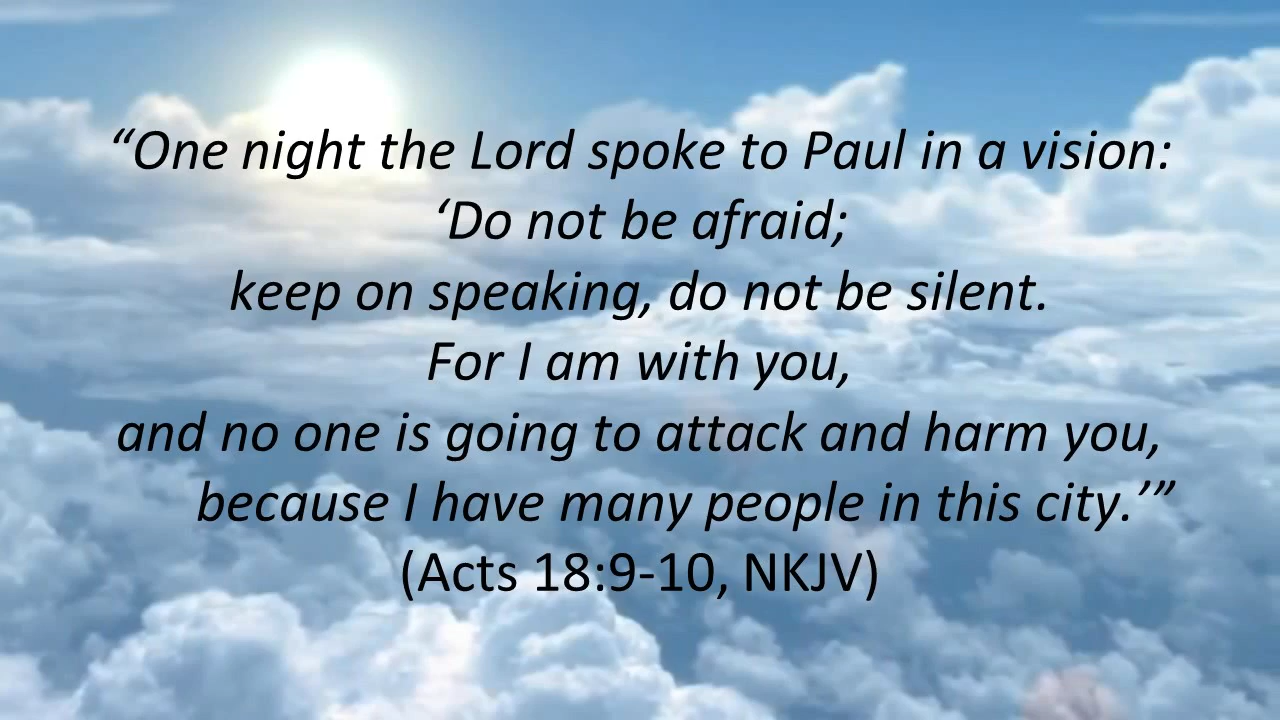 “One night the Lord spoke to Paul in a vision:
‘Do not be afraid;
keep on speaking, do not be silent.
For I am with you,
and no one is going to attack and harm you,
because I have many people in this city.’”
(Acts 18:9-10, NKJV)